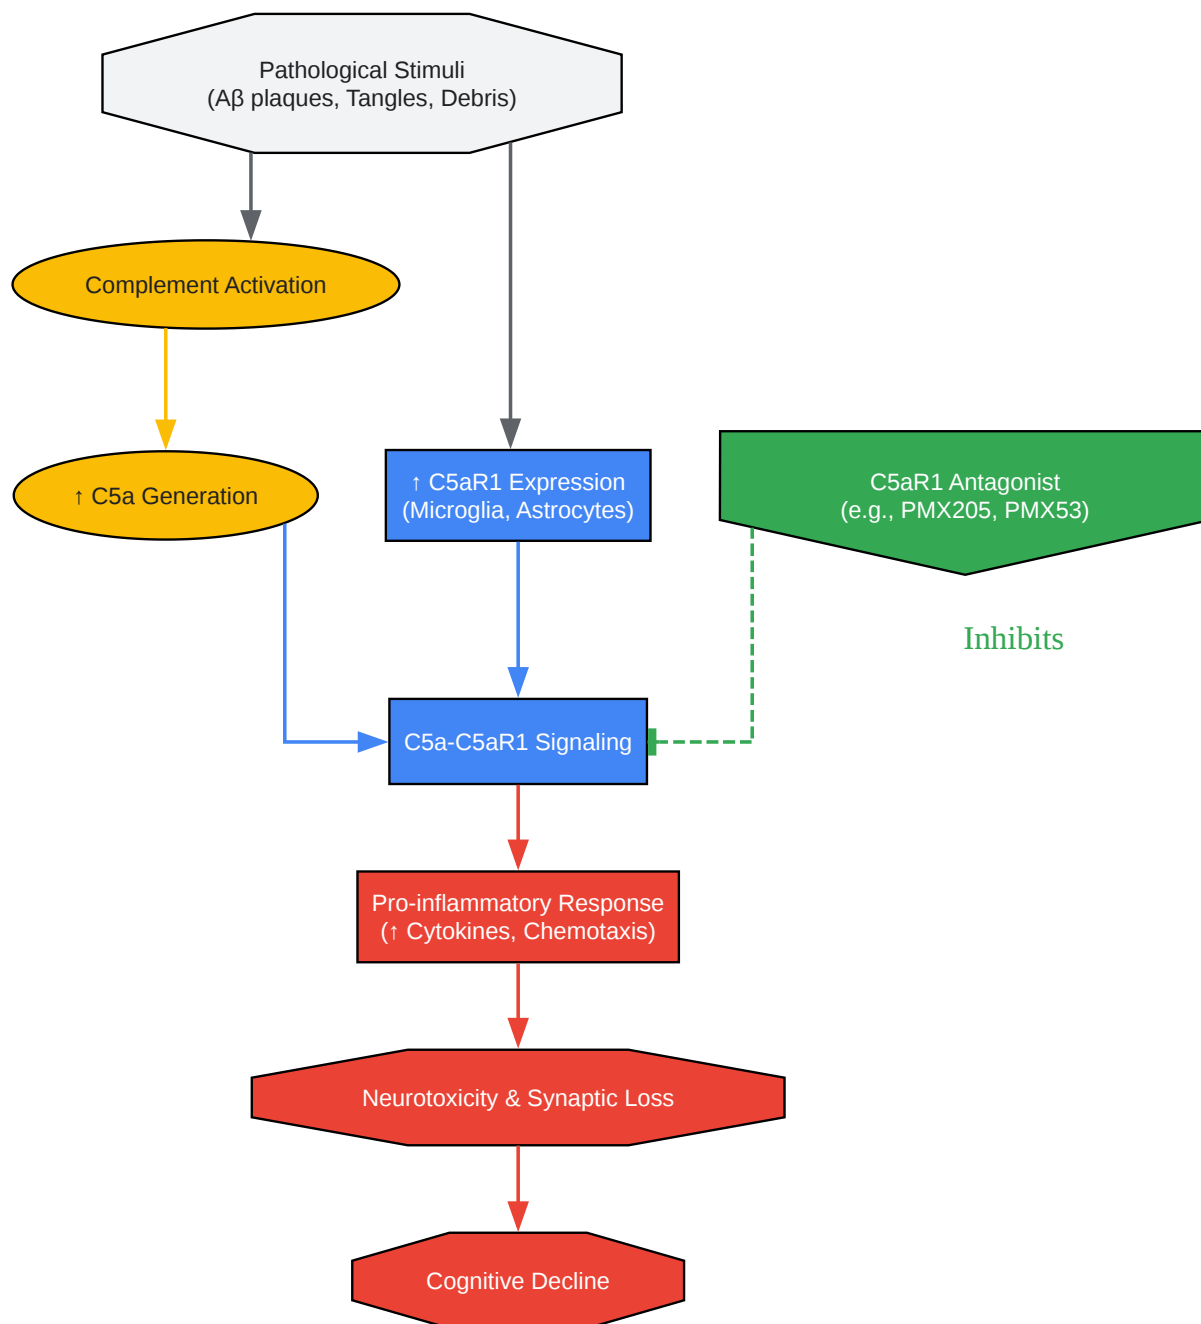 Pathological Stimuli
(Aβ plaques, Tangles, Debris)
Complement Activation
↑ C5a Generation
↑ C5aR1 Expression
(Microglia, Astrocytes)
C5aR1 Antagonist
(e.g., PMX205, PMX53)
Inhibits
C5a-C5aR1 Signaling
Pro-inflammatory Response
(↑ Cytokines, Chemotaxis)
Neurotoxicity & Synaptic Loss
Cognitive Decline